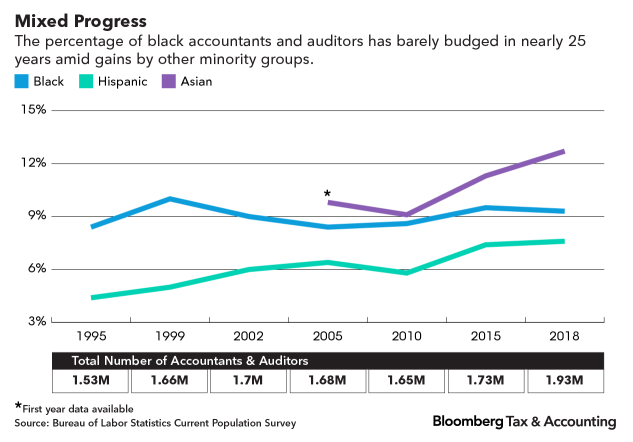 Mixed Progress
The percentage of black accountants and auditors has barely budged in nearly 25
years amid gains by other minority groups.
Black Hispanic Asian
15%
12%
*
9%
6%
3%
1995 1999 2002 2005 2010 2015 2018
Total Number of Accountants & Auditors
1.53M 1.66M 1.7M 1.68M 1.65M 1.73M 1.93M
*First year data available
Source: Bureau of Labor Statistics Current Population Survey
Bloomberg Tax & Accounting